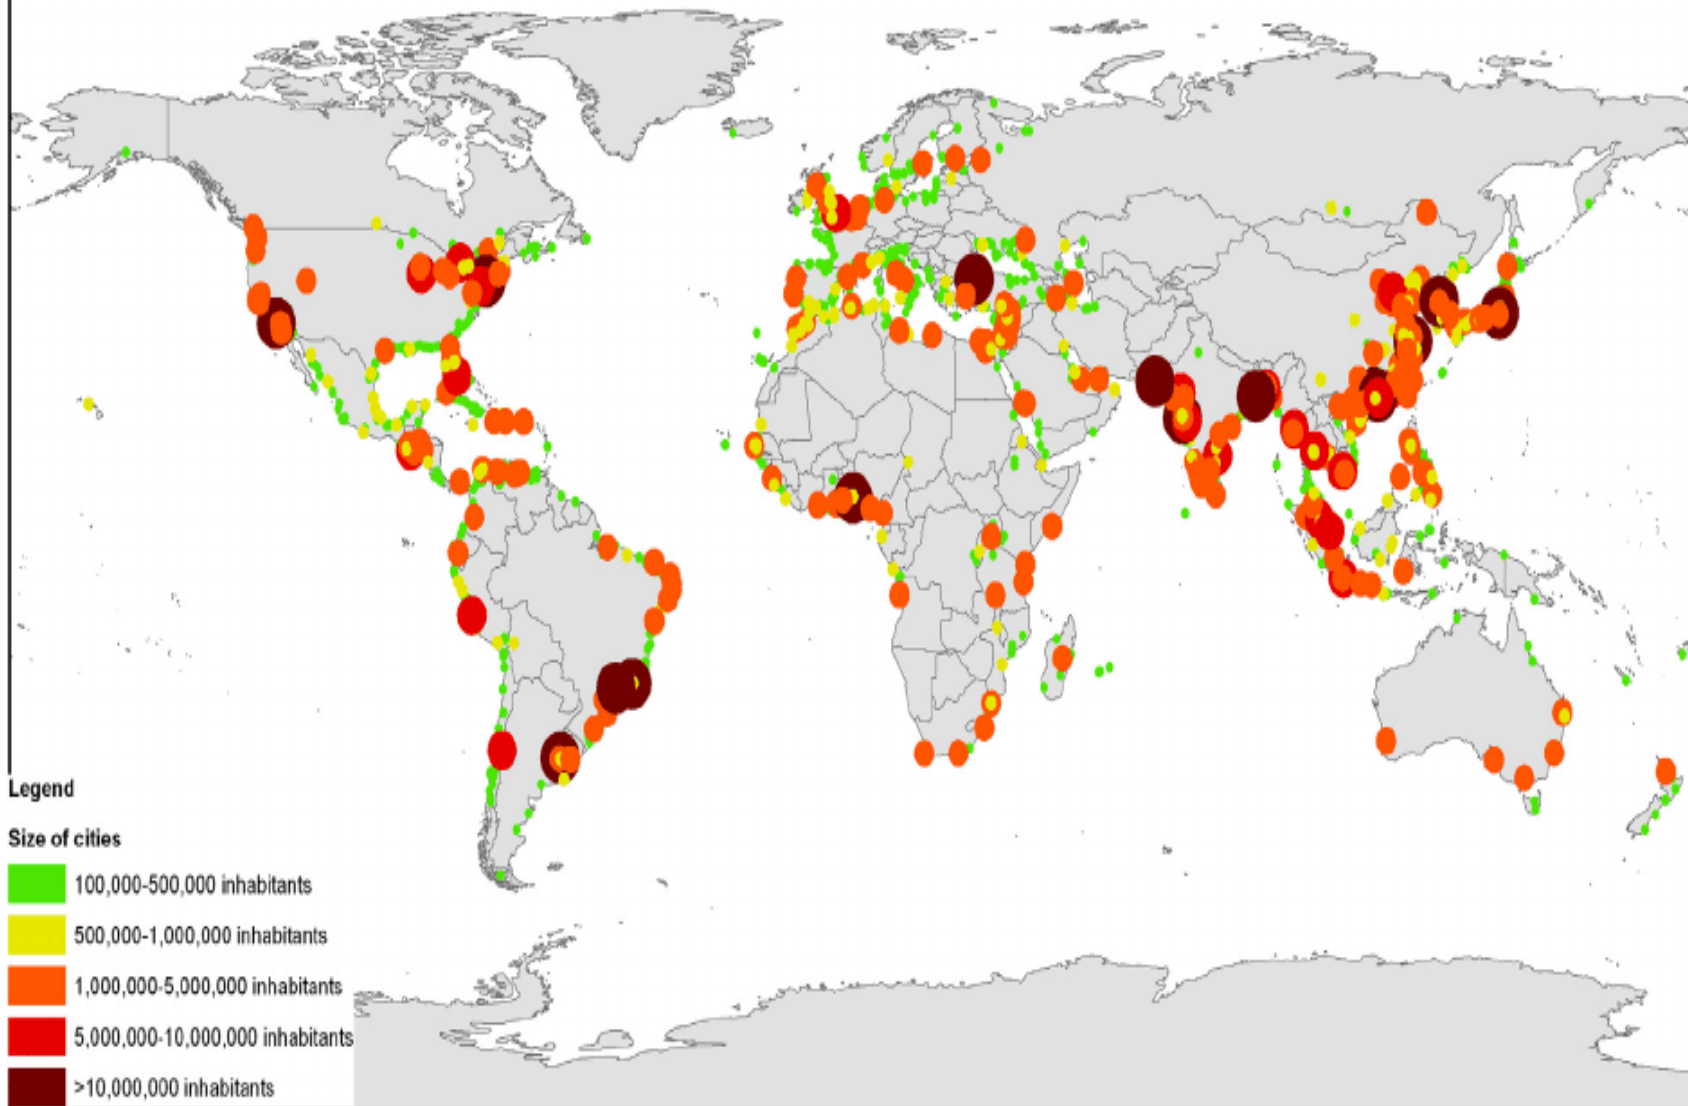 Legend
Size of cities
100,000-500,000 inhabitants
500,000-1,000,000 inhabitants
1,000,000-5,000,000 inhabitants
5,000,000-10,000,000 inhabitants
>10,000,000 inhabitants